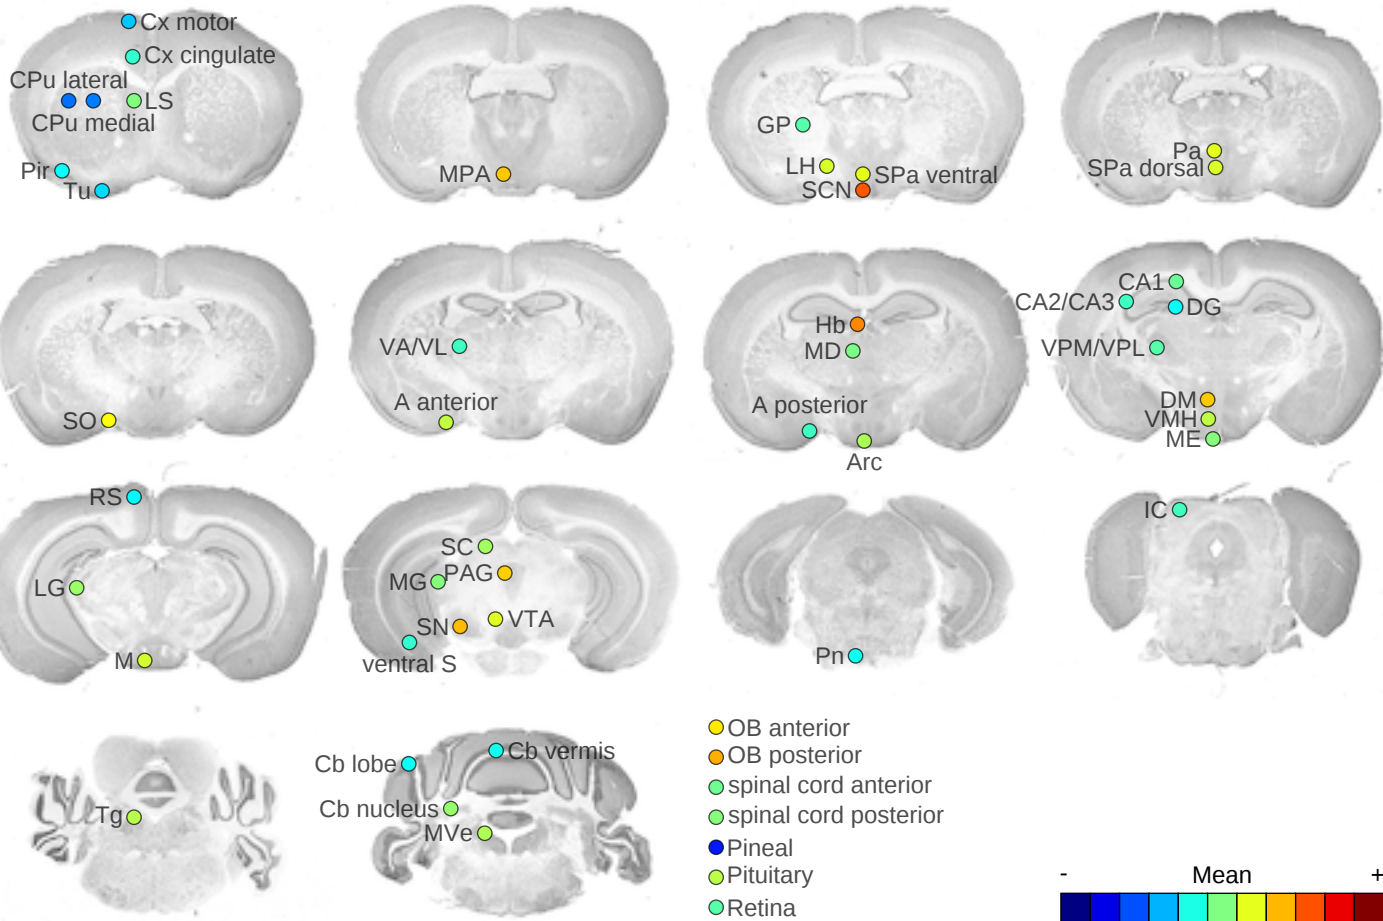 Cx motor
Cx cingulate
CPu lateral
LS
CPu medial
Pir
Tu
MPA
GP
LH
SPa ventral
SCN
Pa
SPa dorsal
SO
VA/VL
A anterior
Hb
MD
A posterior
Arc
CA1
CA2/CA3
DG
VPM/VPL
DM
VMH
ME
RS
LG
M
SC
PAG
MG
SN
VTA
ventral S
Pn
IC
Tg
Cb lobe
Cb vermis
Cb nucleus
MVe
OB anterior
OB posterior
spinal cord anterior
spinal cord posterior
Pineal
Pituitary
Retina
- Mean +